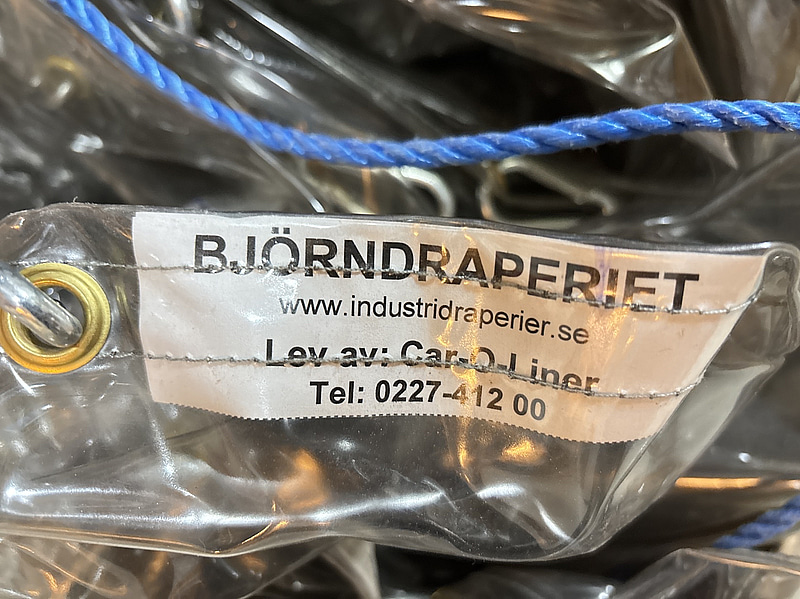 BJÖRNDRAPERIET
www.industridraperier.se
Lev av: Car-O-Liner
Tel: 0227-412 00